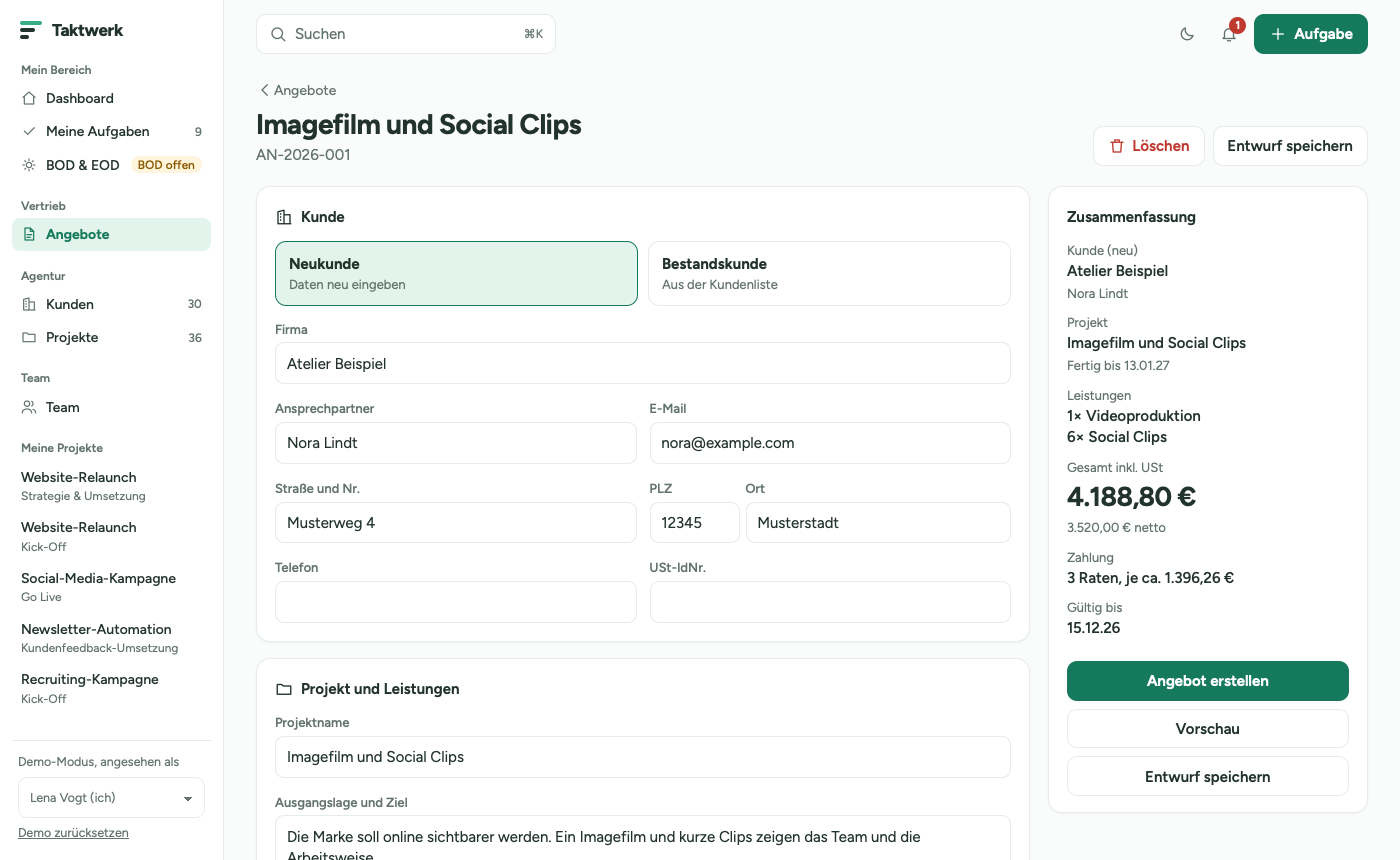 Taktwerk
Mein Bereich
Dashboard
Meine Aufgaben 9
BOD & EOD BOD offen
Vertrieb
Angebote
Agentur
Kunden 30
Projekte 36
Team
Team
Meine Projekte
Website-Relaunch
Strategie & Umsetzung
Website-Relaunch
Kick-Off
Social-Media-Kampagne
Go Live
Newsletter-Automation
Kundenfeedback-Umsetzung
Recruiting-Kampagne
Kick-Off
Demo-Modus, angesehen als
Lena Vogt (ich)
Demo zurücksetzen
Suchen ⌘K
1
Aufgabe
Angebote
Imagefilm und Social Clips
AN-2026-001
Löschen
Entwurf speichern
Kunde
Neukunde
Daten neu eingeben
Bestandskunde
Aus der Kundenliste
Firma
Atelier Beispiel
Ansprechpartner
Nora Lindt
E-Mail
nora@example.com
Straße und Nr.
Musterweg 4
PLZ
12345
Ort
Musterstadt
Telefon
USt-IdNr.
Projekt und Leistungen
Projektname
Imagefilm und Social Clips
Ausgangslage und Ziel
Die Marke soll online sichtbarer werden. Ein Imagefilm und kurze Clips zeigen das Team und die
Arbeitsweise
Zusammenfassung
Kunde (neu)
Atelier Beispiel
Nora Lindt
Projekt
Imagefilm und Social Clips
Fertig bis 13.01.27
Leistungen
1× Videoproduktion
6× Social Clips
Gesamt inkl. USt
4.188,80 €
3.520,00 € netto
Zahlung
3 Raten, je ca. 1.396,26 €
Gültig bis
15.12.26
Angebot erstellen
Vorschau
Entwurf speichern